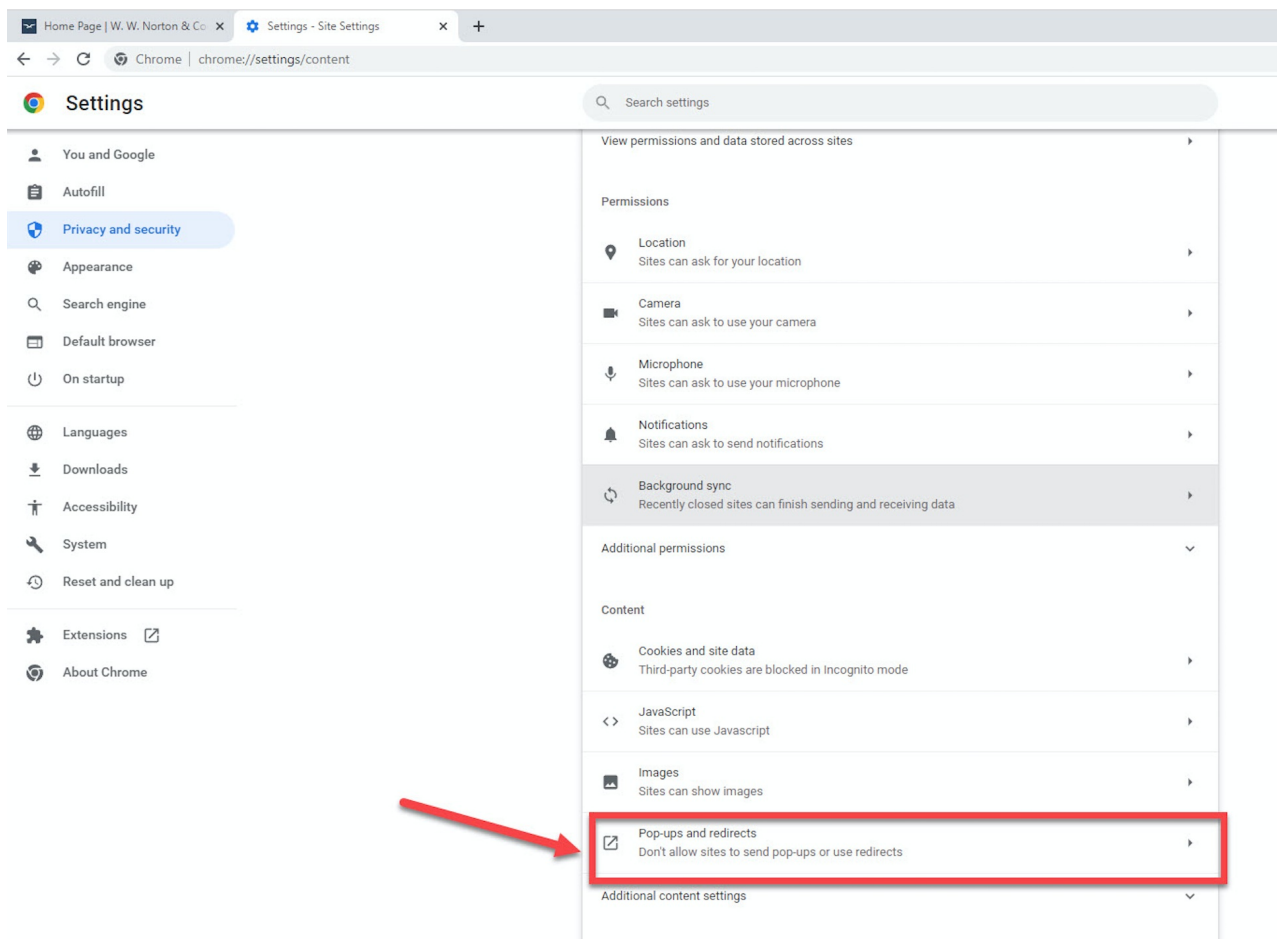 Home Page | W. W. Norton & Co
Settings - Site Settings
Chrome | chrome://settings/content
Settings
Search settings
You and Google
Autofill
Privacy and security
Appearance
Search engine
Default browser
On startup
Languages
Downloads
Accessibility
System
Reset and clean up
Extensions
About Chrome
View permissions and data stored across sites
Permissions
Location
Sites can ask for your location
Camera
Sites can ask to use your camera
Microphone
Sites can ask to use your microphone
Notifications
Sites can ask to send notifications
Background sync
Recently closed sites can finish sending and receiving data
Additional permissions
Content
Cookies and site data
Third-party cookies are blocked in Incognito mode
JavaScript
Sites can use Javascript
Images
Sites can show images
Pop-ups and redirects
Don't allow sites to send pop-ups or use redirects
Additional content settings